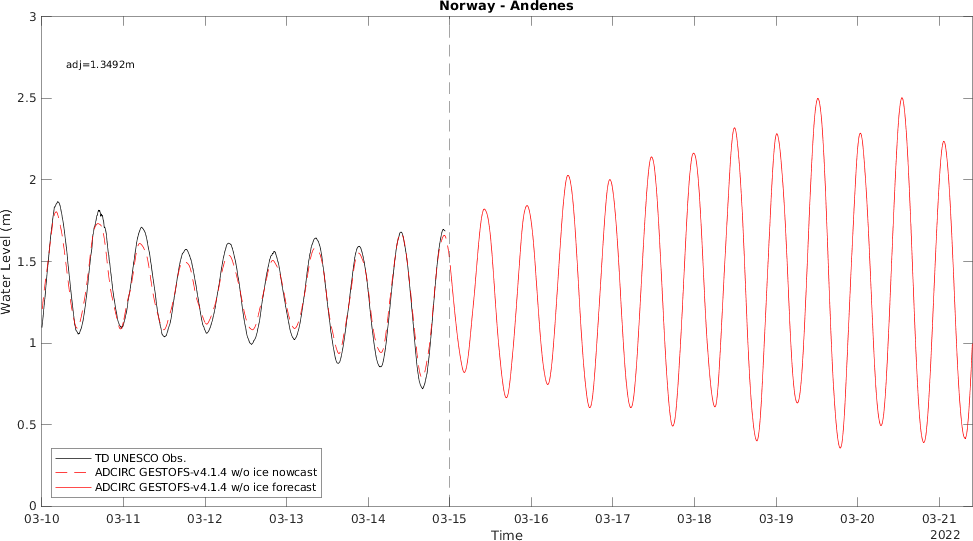 Norway - Andenes
3
2.5
2
1.5
1
0.5
0
Water Level (m)
adj=1.3492m
TD UNESCO Obs.
ADCIRC GESTOFS-v4.1.4 w/o ice nowcast
ADCIRC GESTOFS-v4.1.4 w/o ice forecast
03-10 03-11 03-12 03-13 03-14 03-15 03-16 03-17 03-18 03-19 03-20 03-21
Time
2022